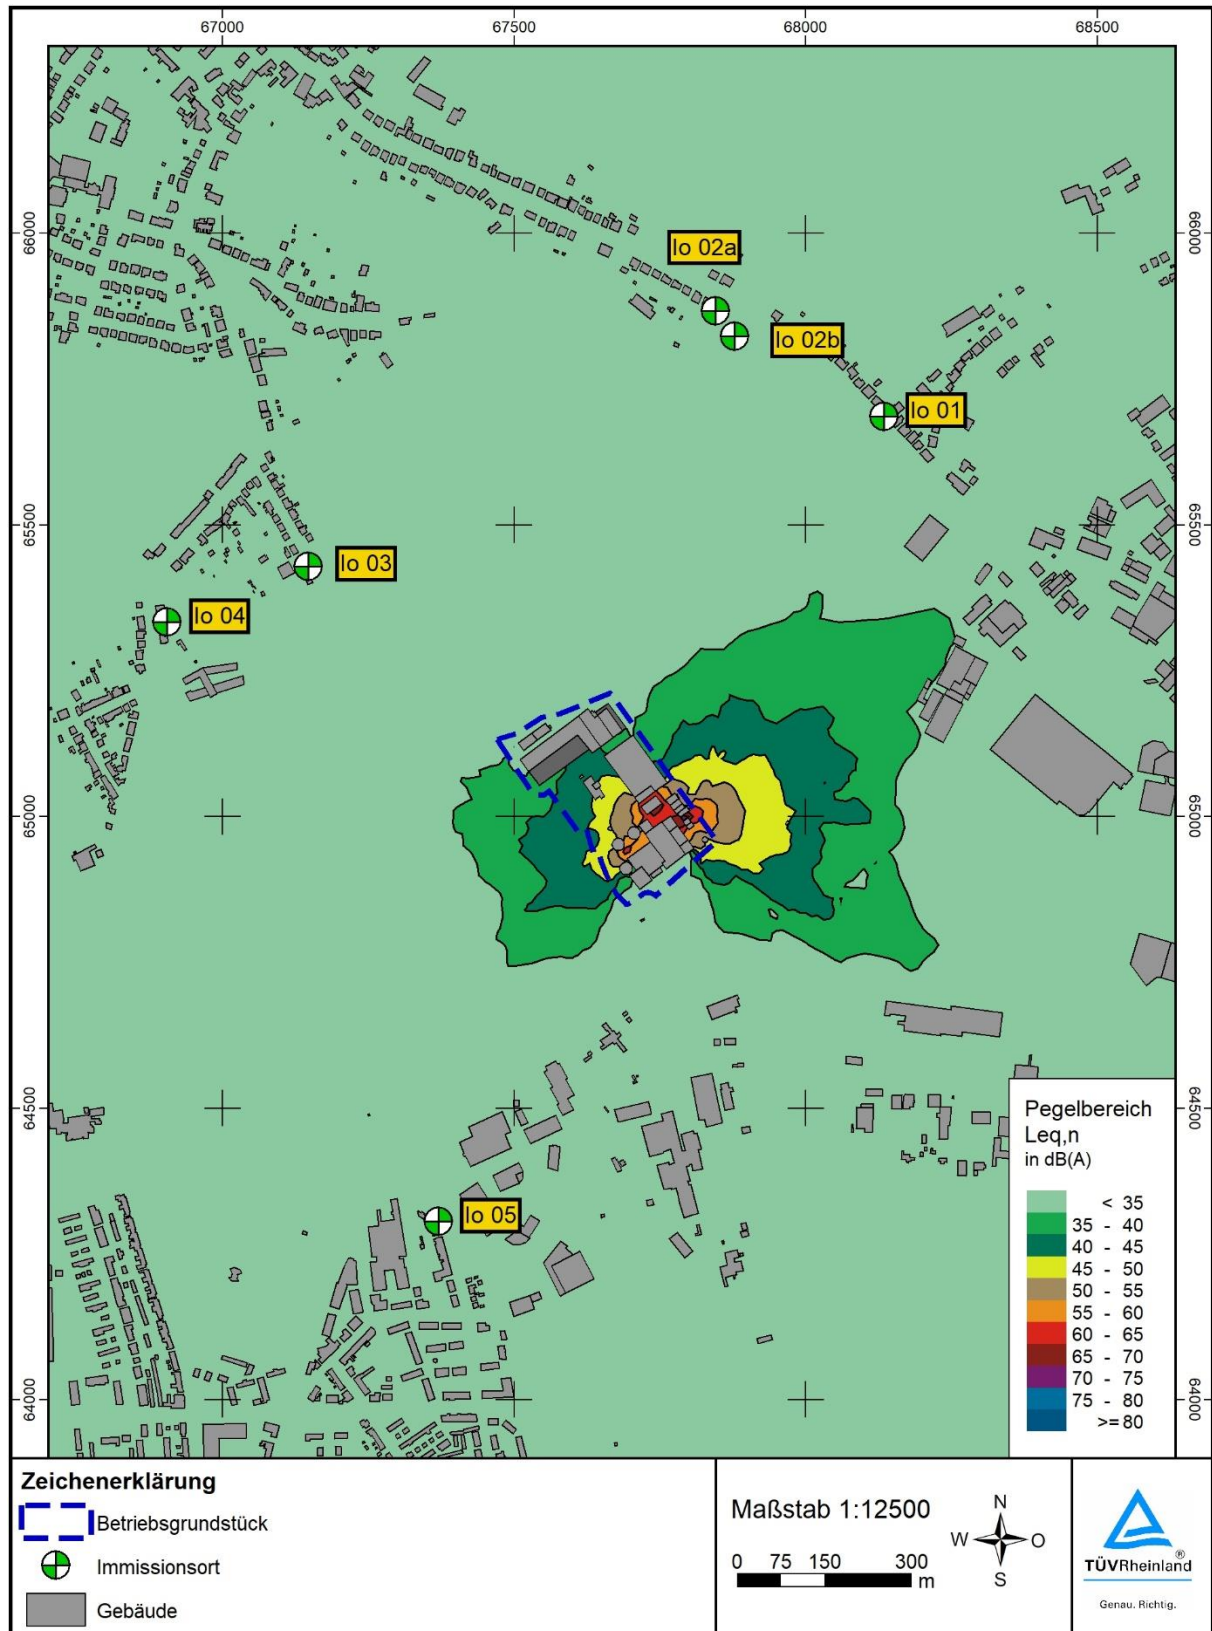 67000
67500
68000
68500
66000
66000
Io 02a
Io 02b
Io 01
65500
65500
Io 03
Io 04
65000
65000
64500
64500
Io 05
64000
64000
Pegelbereich
Leq,n
in dB(A)
< 35
35 - 40
40 - 45
45 - 50
50 - 55
55 - 60
60 - 65
65 - 70
70 - 75
75 - 80
>=80
Zeichenerklärung
Betriebsgrundstück
Immissionsort
Gebäude
Maßstab 1:12500
0 75 150 300
m
N
W O
S
TÜVRheinland®
Genau. Richtig.